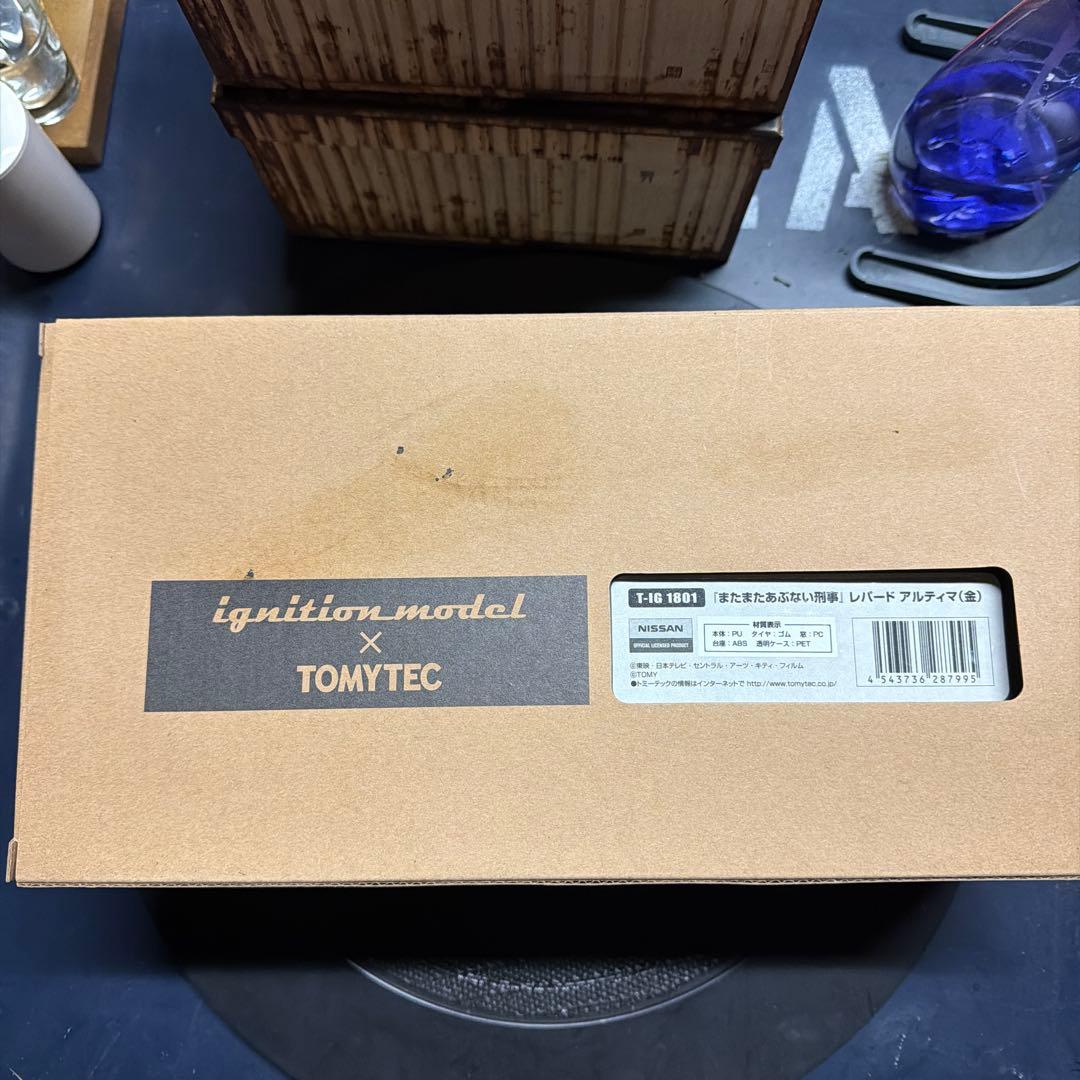 ignition model
×
TOMYTEC
T-IG 1801 「またまたあぶない刑事」 レパード アルティマ(金)
NISSAN
OFFICIAL LICENSED PRODUCT
材質表示
本体:PU タイヤ:ゴム 窓:PC
台座:ABS 透明ケース:PET
©東映・日本テレビ・セントラル・アーツ・キティ・フィルム
©TOMY
●トミーテックの情報はインターネットで http://www.tomytec.co.jp/
4 543736 287995